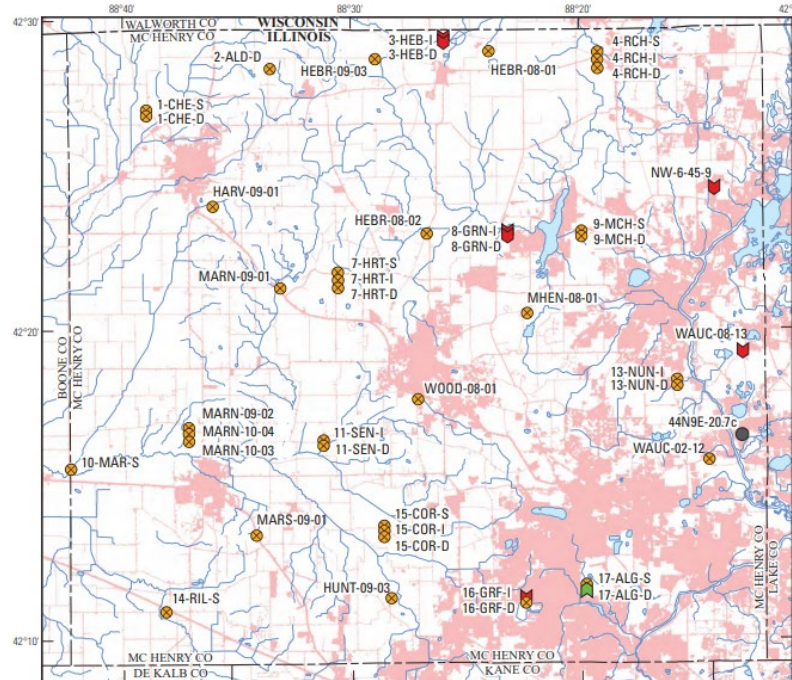 88°40'
88°30'
88°20'
42°30'
WALWORTH CO
MC HENRY CO
WISCONSIN
ILLINOIS
3-HEB-I
3-HEB-D
4-RCH-S
4-RCH-I
4-RCH-D
2-ALD-D
HEBR-09-03
HEBR-08-01
1-CHE-S
1-CHE-D
NW-6-45-9
HARV-09-01
HEBR-08-02
8-GRN-I
8-GRN-D
9-MCH-S
9-MCH-D
7-HRT-S
7-HRT-I
7-HRT-D
MARN-09-01
MHEN-08-01
42°20'
WAUC-08-13
BOONE CO
MC HENRY CO
13-NUN-I
13-NUN-D
WOOD-08-01
MARN-09-02
MARN-10-04
MARN-10-03
11-SEN-I
11-SEN-D
44N9E-20.7c
WAUC-02-12
10-MAR-S
15-COR-S
15-COR-I
15-COR-D
MARS-09-01
MC HENRY CO
LAKE CO
17-ALG-S
17-ALG-D
HUNT-09-03
16-GRF-I
16-GRF-D
14-RIL-S
42°10'
MC HENRY CO
DE KALB CO
MC HENRY CO
KANE CO